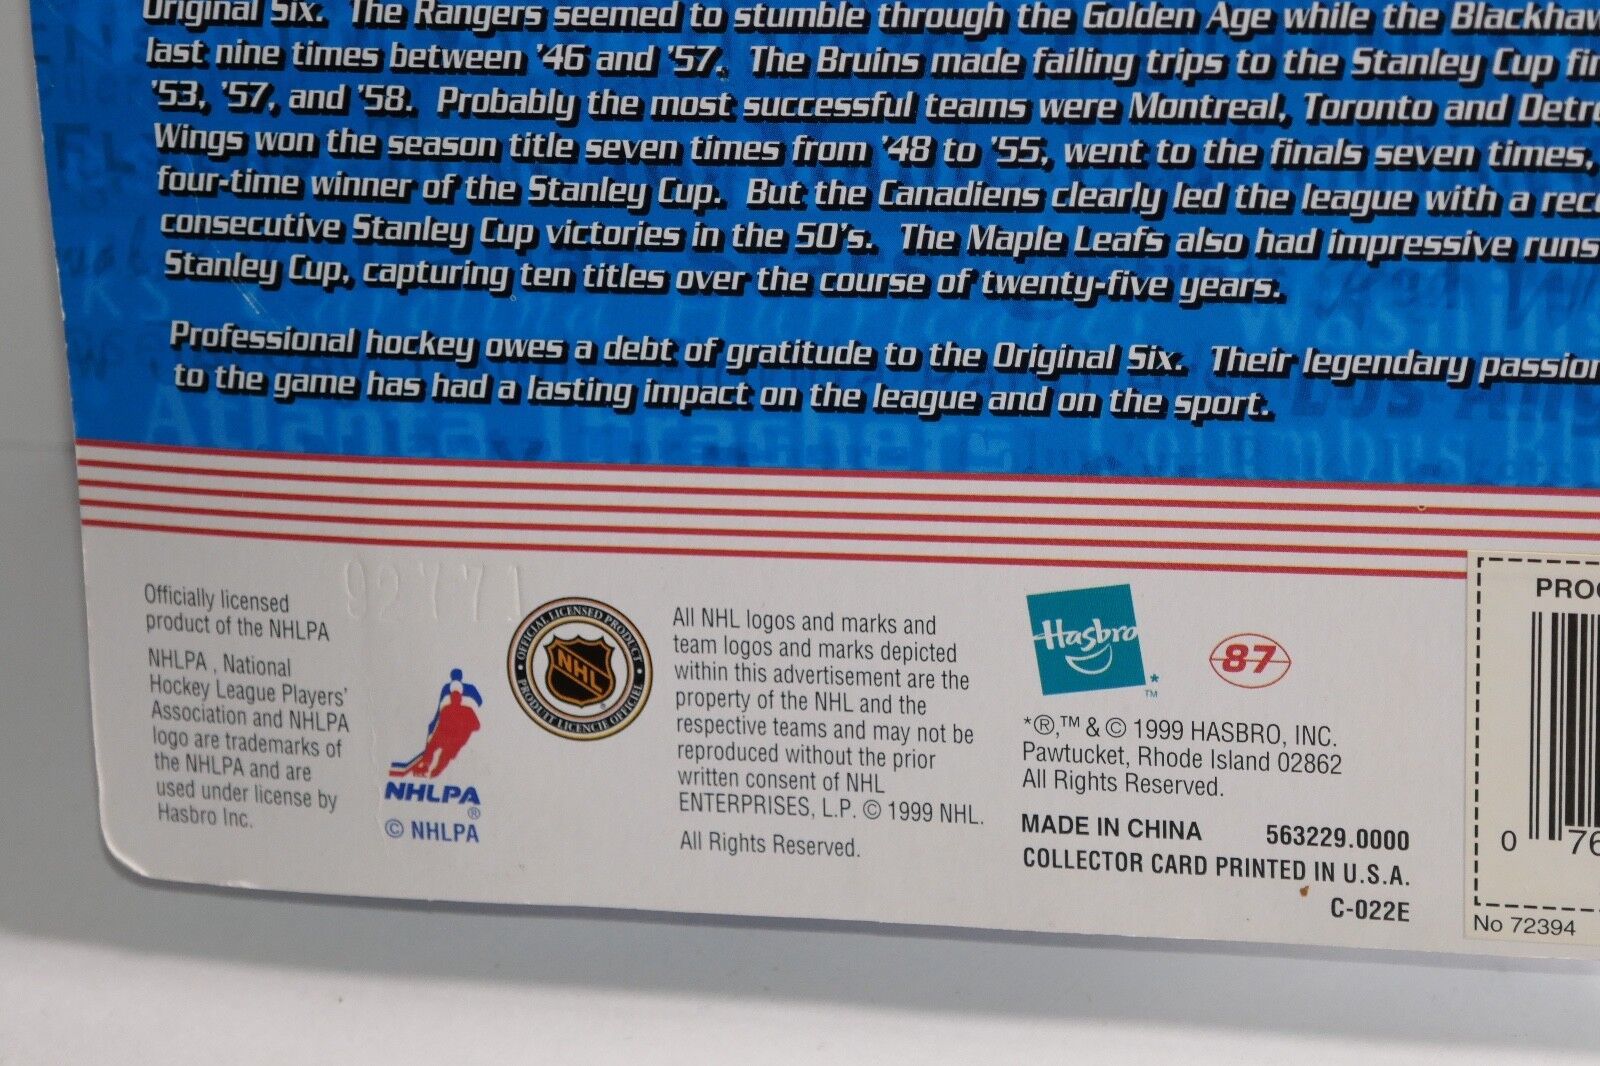 Original Six. The Rangers seemed to stumble through the Golden Age while the
last nine times between '46 and '57. The Bruins made failing trips to the Stanley Cup
'53, '57, and '58. Probably the most successful teams were Montreal, Toronto and
Wings won the season title seven times from '48 to '55, went to the finals seven times,
four-time winner of the Stanley Cup. But the Canadiens clearly led the league with a
consecutive Stanley Cup victories in the 50's. The Maple Leafs also had impressive runs
Stanley Cup, capturing ten titles over the course of twenty-five years.
Professional hockey owes a debt of gratitude to the Original Six. Their legendary
to the game has had a lasting impact on the league and on the sport.
Atlanta Thrashers Columbus
92771
Officially licensed
product of the NHLPA
NHLPA , National
Hockey League Players'
Association and NHLPA
logo are trademarks of
the NHLPA and are
used under license by
Hasbro Inc.
NHLPA ®
© NHLPA
OFFICIAL LICENSED PRODUCT
NHL
PRODUIT LICENCIÉ OFFICIEL
All NHL logos and marks and
team logos and marks depicted
within this advertisement are the
property of the NHL and the
respective teams and may not be
reproduced without the prior
written consent of NHL
ENTERPRISES, L.P. © 1999 NHL.
All Rights Reserved.
Hasbro
* ™
87
*®,™ & © 1999 HASBRO, INC.
Pawtucket, Rhode Island 02862
All Rights Reserved.
MADE IN CHINA 563229.0000
COLLECTOR CARD PRINTED IN U.S.A.
C-022E
0 76
No 72394